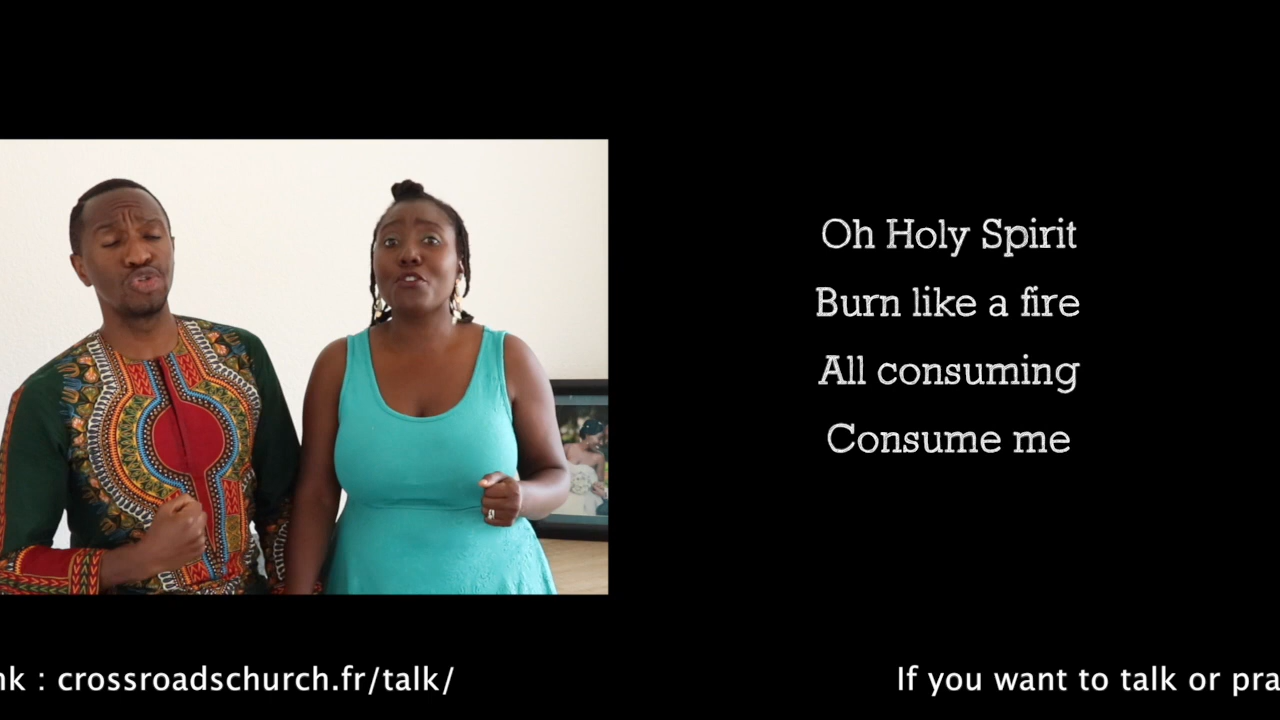 Oh Holy Spirit
Burn like a fire
All consuming
Consume me
nk : crossroadschurch.fr/talk/
If you want to talk or pra